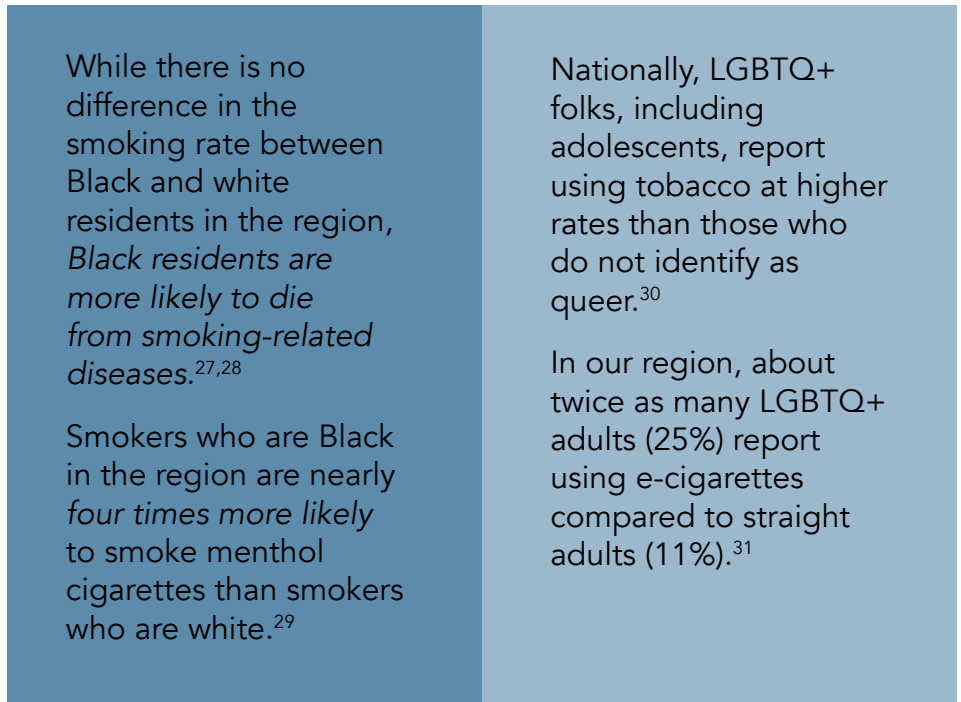 While there is no
difference in the
smoking rate between
Black and white
residents in the region,
Black residents are
more likely to die
from smoking-related
diseases.27,28
Smokers who are Black
in the region are nearly
four times more likely
to smoke menthol
cigarettes than smokers
who are white.29
Nationally, LGBTQ+
folks, including
adolescents, report
using tobacco at higher
rates than those who
do not identify as
queer.30
In our region, about
twice as many LGBTQ+
adults (25%) report
using e-cigarettes
compared to straight
adults (11%).31